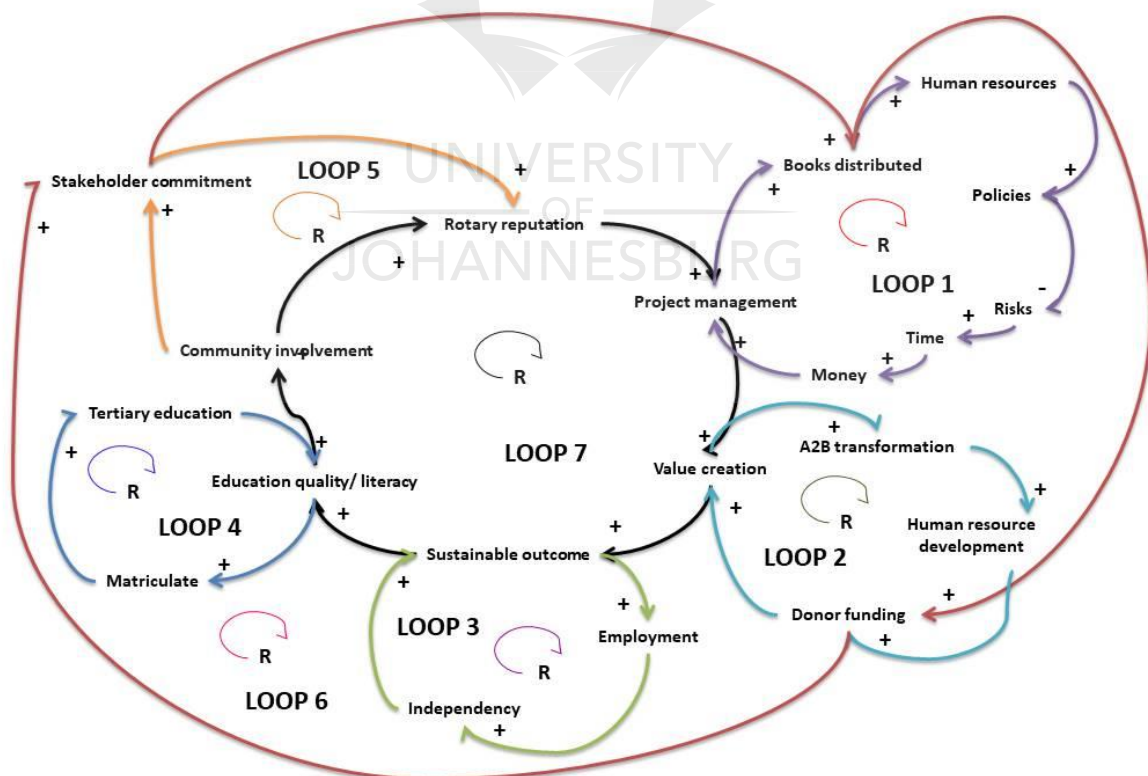 Human resources
+
+
Books distributed
+
+
Policies
UNIVERSITY
OF
JOHANNESBURG
Stakeholder commitment
+
+
LOOP 5
R
+
Rotary reputation
+
+
Project management
R
LOOP 1
-
Risks
+
Time
+
Money
+
Community involvement
+
R
Tertiary education
+
+
R
LOOP 4
Education quality/ literacy
+
LOOP 7
+
Value creation
+
+
A2B transformation
+
R
LOOP 2
Human resource
development
+
Donor funding
+
+
Sustainable outcome
+
+
Matriculate
+
LOOP 3
R
Employment
R
LOOP 6
Independency
+